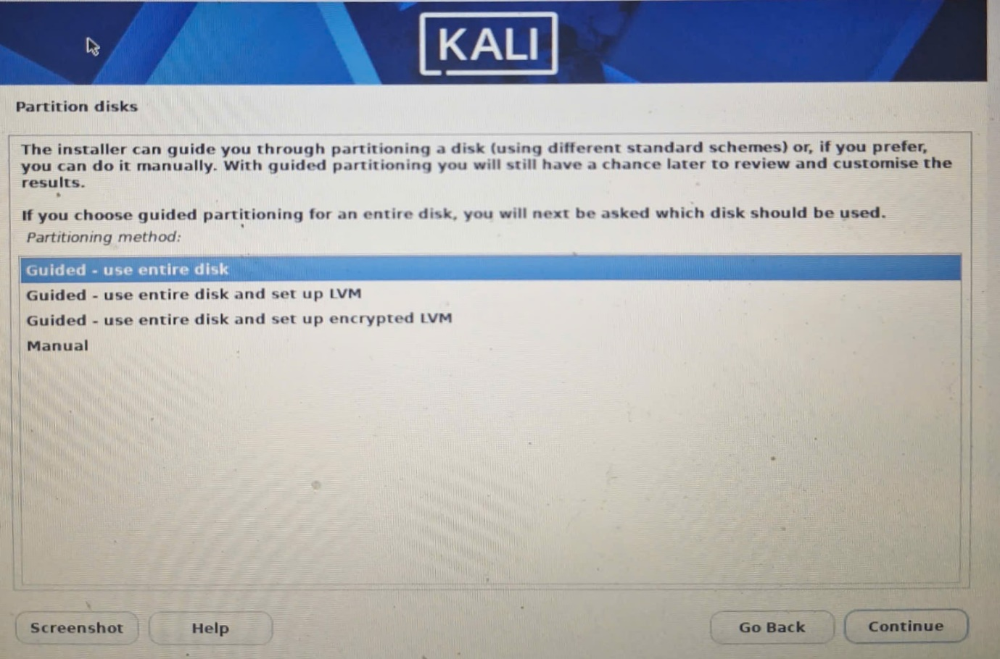 KALI
Partition disks
The installer can guide you through partitioning a disk (using different standard schemes) or, if you prefer,
you can do it manually. With guided partitioning you will still have a chance later to review and customise the
results.
If you choose guided partitioning for an entire disk, you will next be asked which disk should be used.
Partitioning method:
Guided - use entire disk
Guided - use entire disk and set up LVM
Guided - use entire disk and set up encrypted LVM
Manual
Screenshot
Help
Go Back
Continue